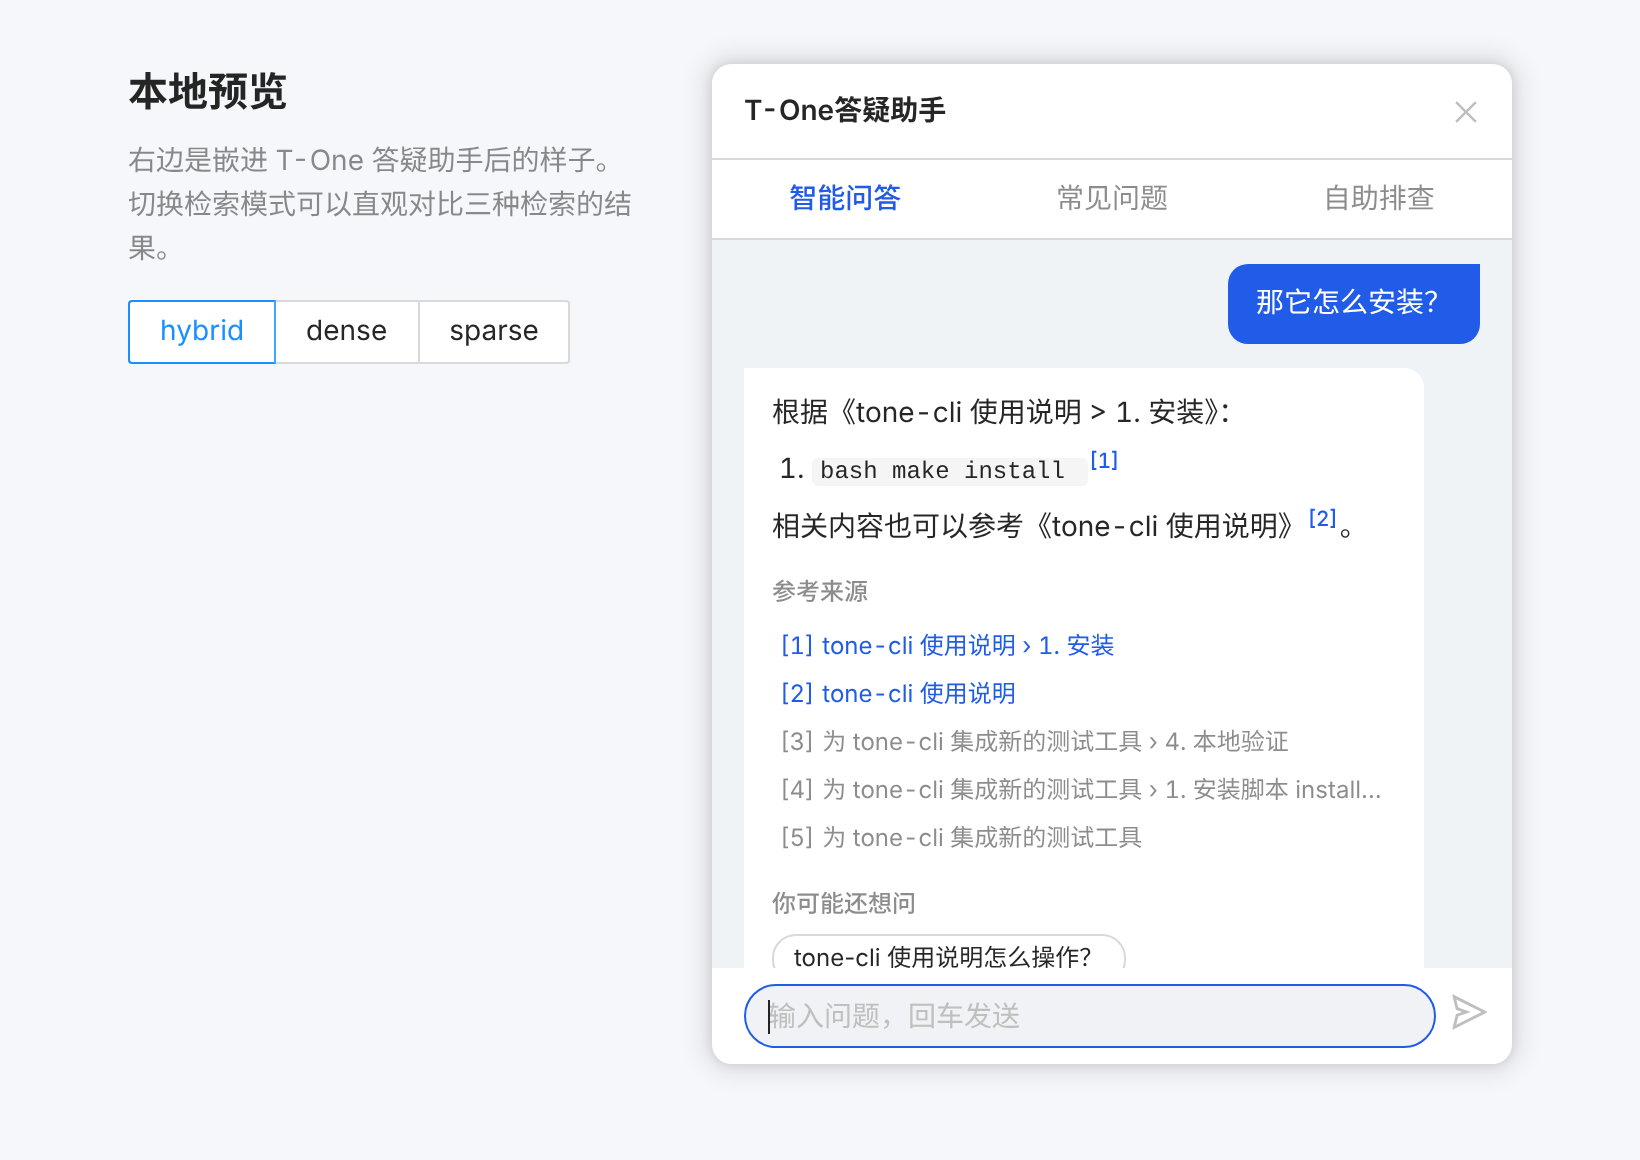 本地预览
右边是嵌进 T-One 答疑助手后的样子。
切换检索模式可以直观对比三种检索的结
果。
hybrid
dense
sparse
T-One答疑助手
智能问答
常见问题
自助排查
那它怎么安装？
根据《tone-cli 使用说明 > 1. 安装》：
1. bash make install [1]
相关内容也可以参考《tone-cli 使用说明》[2]。
参考来源
[1] tone-cli 使用说明 › 1. 安装
[2] tone-cli 使用说明
[3] 为 tone-cli 集成新的测试工具 › 4. 本地验证
[4] 为 tone-cli 集成新的测试工具 › 1. 安装脚本 install...
[5] 为 tone-cli 集成新的测试工具
你可能还想问
tone-cli 使用说明怎么操作？
输入问题，回车发送